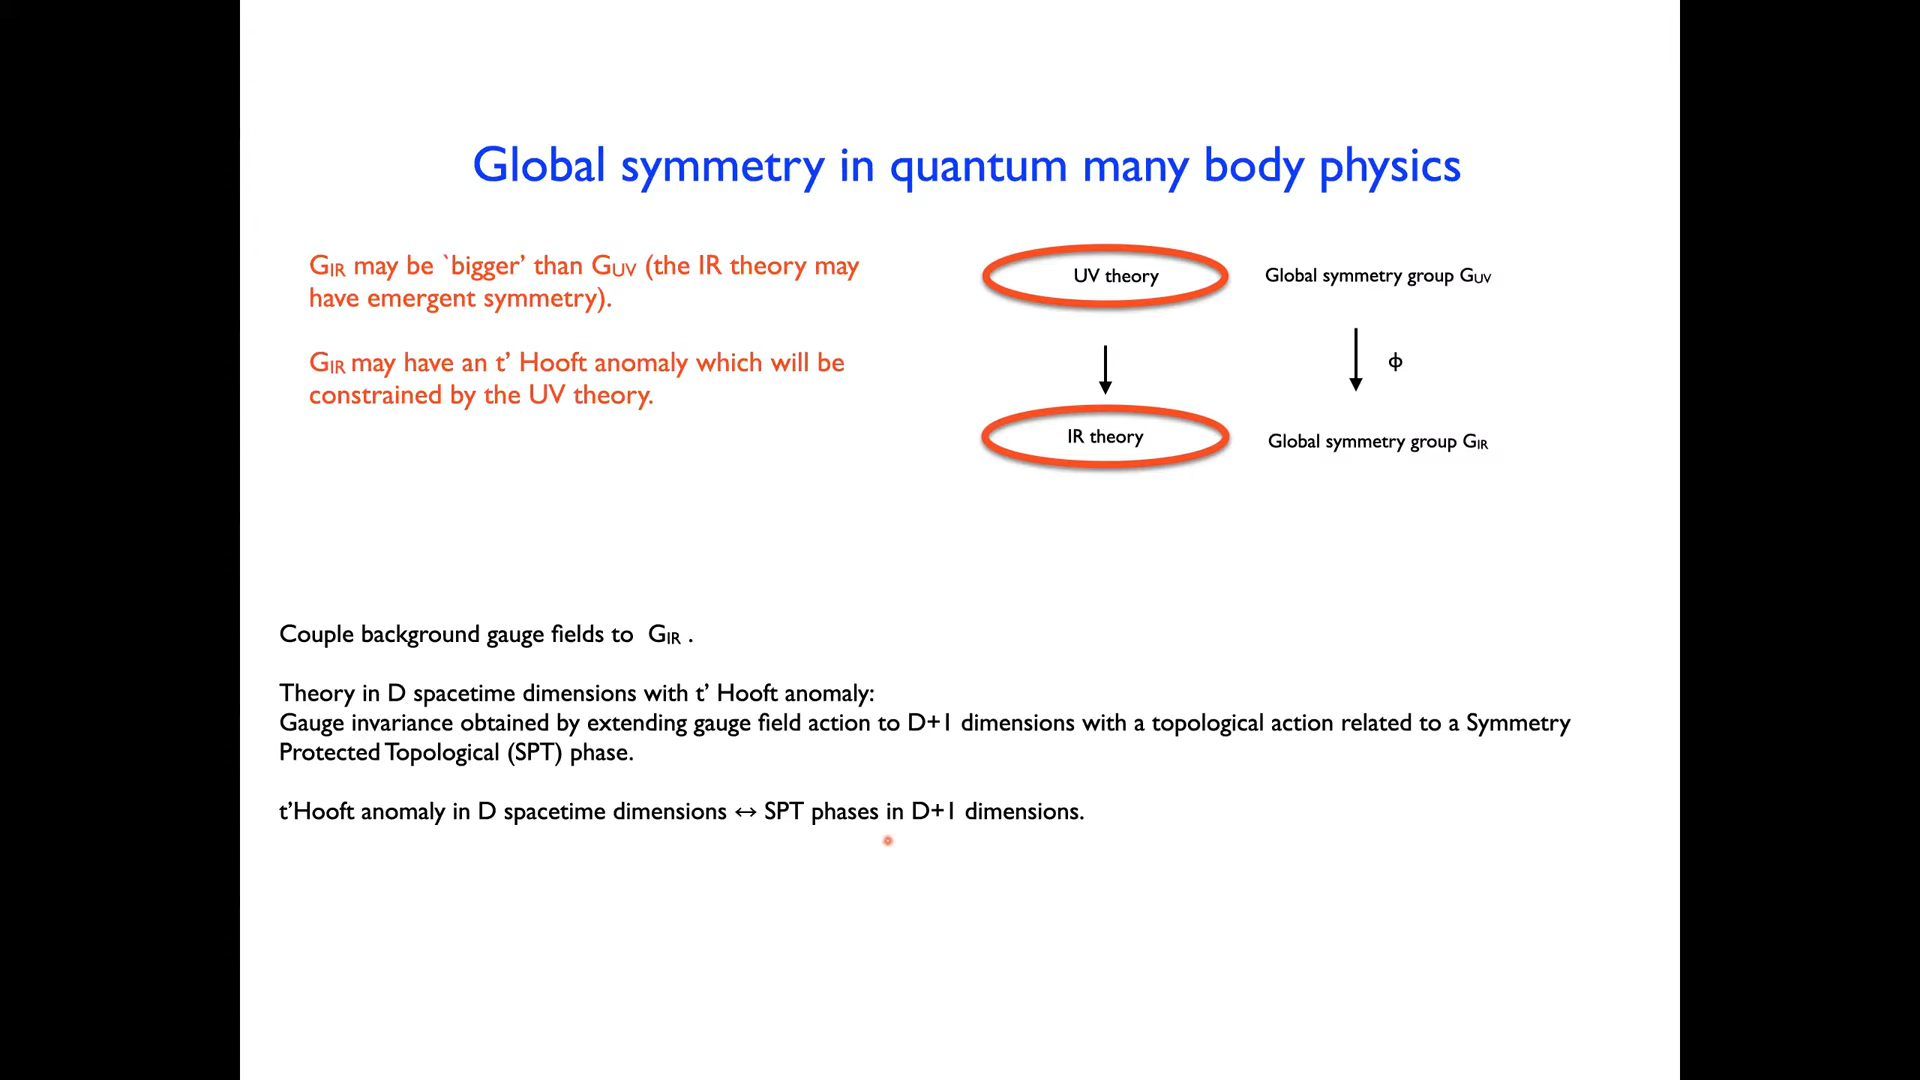 Global symmetry in quantum many body physics
G_IR may be `bigger’ than G_UV (the IR theory may
have emergent symmetry).
G_IR may have an t’ Hooft anomaly which will be
constrained by the UV theory.
UV theory
Global symmetry group G_UV
ϕ
IR theory
Global symmetry group G_IR
Couple background gauge fields to G_IR .
Theory in D spacetime dimensions with t’ Hooft anomaly:
Gauge invariance obtained by extending gauge field action to D+1 dimensions with a topological action related to a Symmetry
Protected Topological (SPT) phase.
t’Hooft anomaly in D spacetime dimensions ↔ SPT phases in D+1 dimensions.